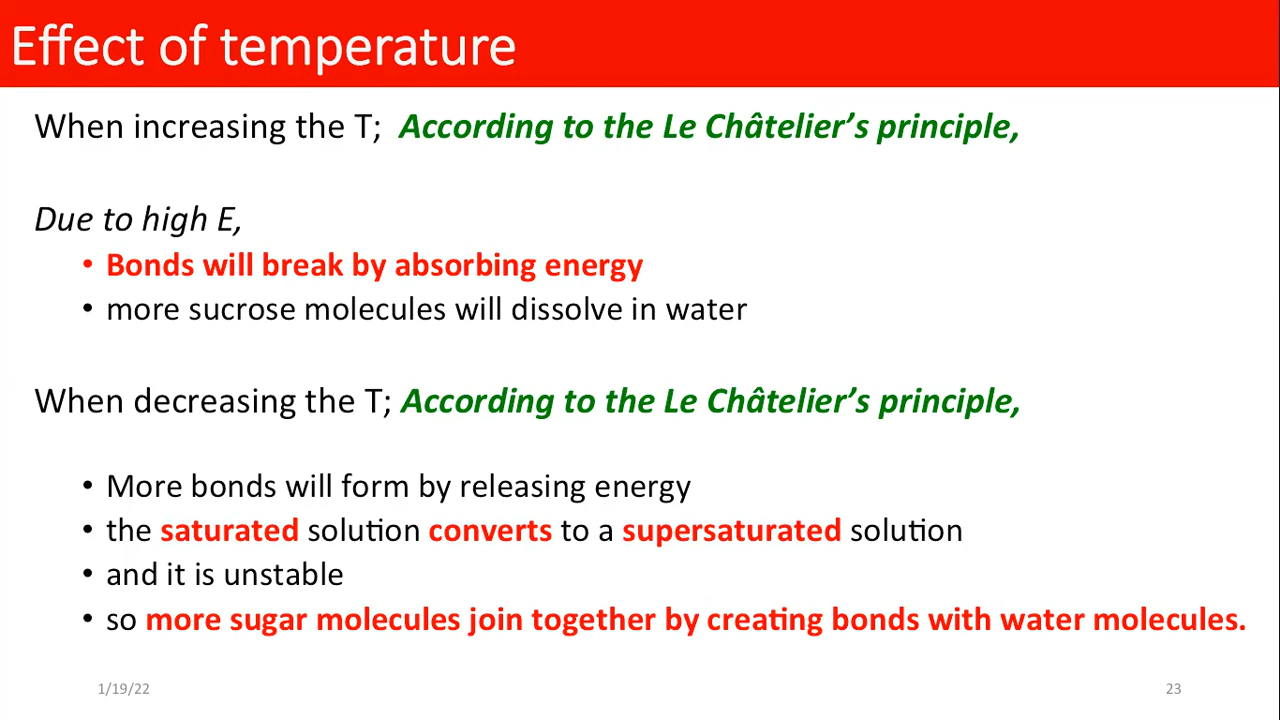 Effect of temperature
When increasing the T; According to the Le Châtelier’s principle,
Due to high E,
• Bonds will break by absorbing energy
• more sucrose molecules will dissolve in water
When decreasing the T; According to the Le Châtelier’s principle,
• More bonds will form by releasing energy
• the saturated solution converts to a supersaturated solution
• and it is unstable
• so more sugar molecules join together by creating bonds with water molecules.
1/19/22
23